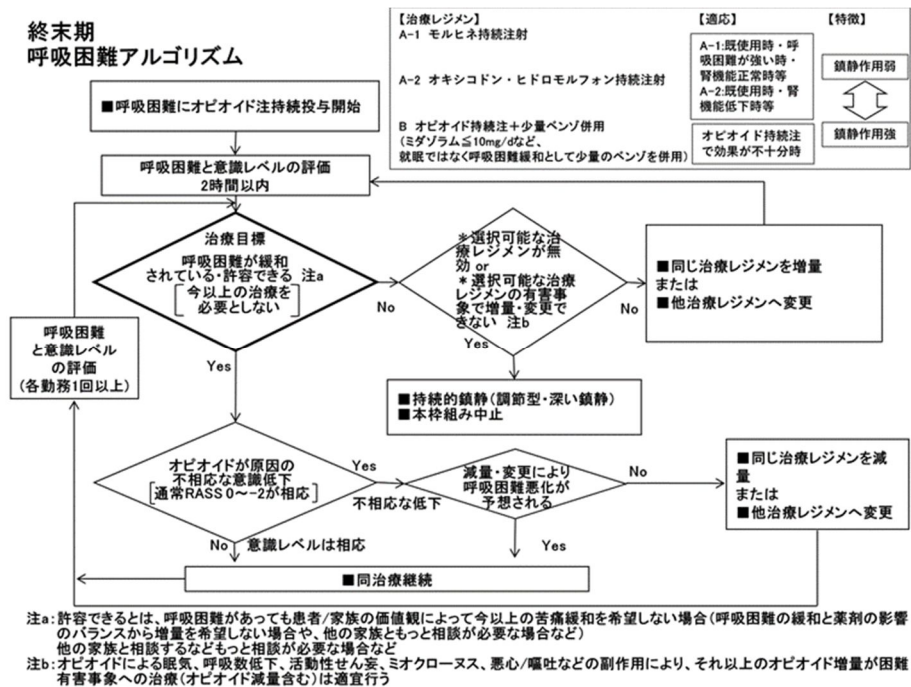 終末期
呼吸困難アルゴリズム
【治療レジメン】
A-1 モルヒネ持続注射
A-2 オキシコドン・ヒドロモルフォン持続注射
B オピオイド持続注＋少量ベンゾ併用
(ミダゾラム≦10mg/dなど、
就眠ではなく呼吸困難緩和として少量のベンゾを併用)
【適応】
A-1:既使用時・呼
吸困難が強い時・
腎機能正常時等
A-2:既使用時・腎
機能低下時等
オピオイド持続注
で効果が不十分時
【特徴】
鎮静作用弱
鎮静作用強
■呼吸困難にオピオイド注持続投与開始
呼吸困難と意識レベルの評価
2時間以内
治療目標
呼吸困難が緩和
されている・許容できる 注a
[今以上の治療を
必要としない]
No
＊選択可能な治
療レジメンが無
効 or
＊選択可能な治療
レジメンの有害事
象で増量・変更で
きない 注b
No
■同じ治療レジメンを増量
または
■他治療レジメンへ変更
Yes
■持続的鎮静(調節型・深い鎮静)
■本枠組み中止
呼吸困難
と意識レベル
の評価
(各勤務1回以上)
Yes
オピオイドが原因の
不相応な意識低下
[通常RASS 0～-2が相応]
Yes
不相応な低下
減量・変更により
呼吸困難悪化が
予想される
No
■同じ治療レジメンを減
量
または
■他治療レジメンへ変更
No 意識レベルは相応
Yes
■同治療継続
注a：許容できるとは、呼吸困難があっても患者/家族の価値観によって今以上の苦痛緩和を希望しない場合(呼吸困難の緩和と薬剤の影響
のバランスから増量を希望しない場合や、他の家族ともっと相談が必要な場合など)
他の家族と相談するなどもっと相談が必要な場合など
注b：オピオイドによる眠気、呼吸数低下、活動性せん妄、ミオクローヌス、悪心/嘔吐などの副作用により、それ以上のオピオイド増量が困難
有害事象への治療(オピオイド減量含む)は適宜行う